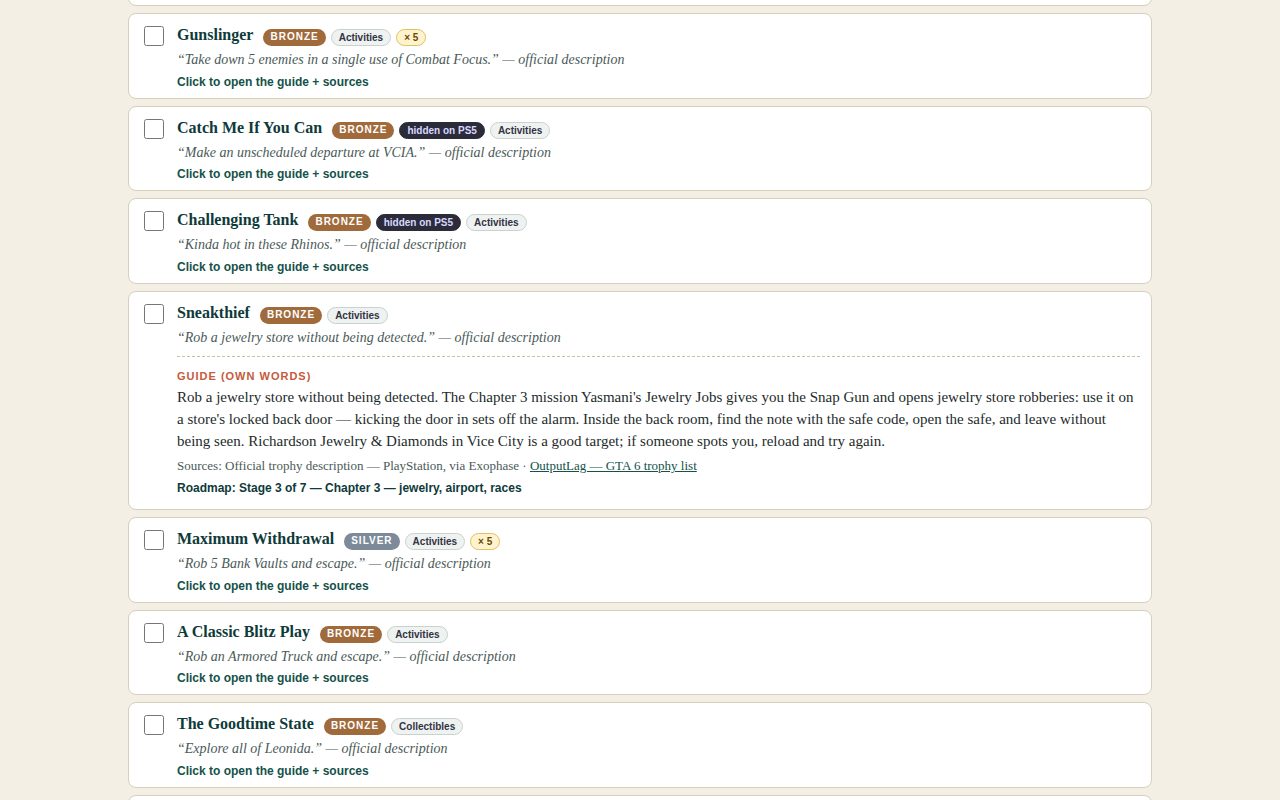 Gunslinger BRONZE Activities × 5
“Take down 5 enemies in a single use of Combat Focus.” — official description
Click to open the guide + sources
Catch Me If You Can BRONZE hidden on PS5 Activities
“Make an unscheduled departure at VCIA.” — official description
Click to open the guide + sources
Challenging Tank BRONZE hidden on PS5 Activities
“Kinda hot in these Rhinos.” — official description
Click to open the guide + sources
Sneakthief BRONZE Activities
“Rob a jewelry store without being detected.” — official description
GUIDE (OWN WORDS)
Rob a jewelry store without being detected. The Chapter 3 mission Yasmani's Jewelry Jobs gives you the Snap Gun and opens jewelry store robberies: use it on
a store's locked back door — kicking the door in sets off the alarm. Inside the back room, find the note with the safe code, open the safe, and leave without
being seen. Richardson Jewelry & Diamonds in Vice City is a good target; if someone spots you, reload and try again.
Sources: Official trophy description — PlayStation, via Exophase · OutputLag — GTA 6 trophy list
Roadmap: Stage 3 of 7 — Chapter 3 — jewelry, airport, races
Maximum Withdrawal SILVER Activities × 5
“Rob 5 Bank Vaults and escape.” — official description
Click to open the guide + sources
A Classic Blitz Play BRONZE Activities
“Rob an Armored Truck and escape.” — official description
Click to open the guide + sources
The Goodtime State BRONZE Collectibles
“Explore all of Leonida.” — official description
Click to open the guide + sources